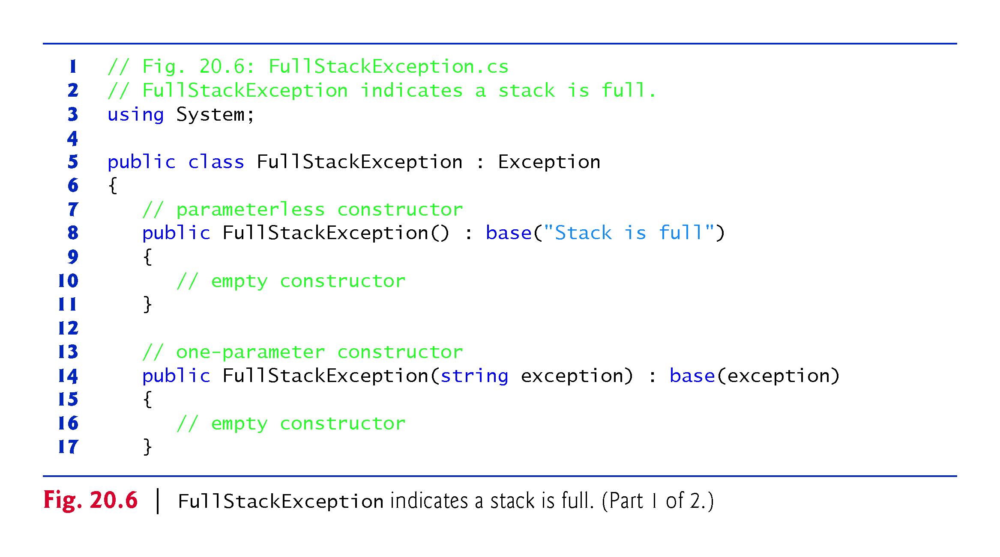 1 // Fig. 20.6: FullStackException.cs
2 // FullStackException indicates a stack is full.
3 using System;
4
5 public class FullStackException : Exception
6 {
7    // parameterless constructor
8    public FullStackException() : base("Stack is full")
9    {
10       // empty constructor
11    }
12
13    // one-parameter constructor
14    public FullStackException(string exception) : base(exception)
15    {
16       // empty constructor
17    }
Fig. 20.6 | FullStackException indicates a stack is full. (Part 1 of 2.)